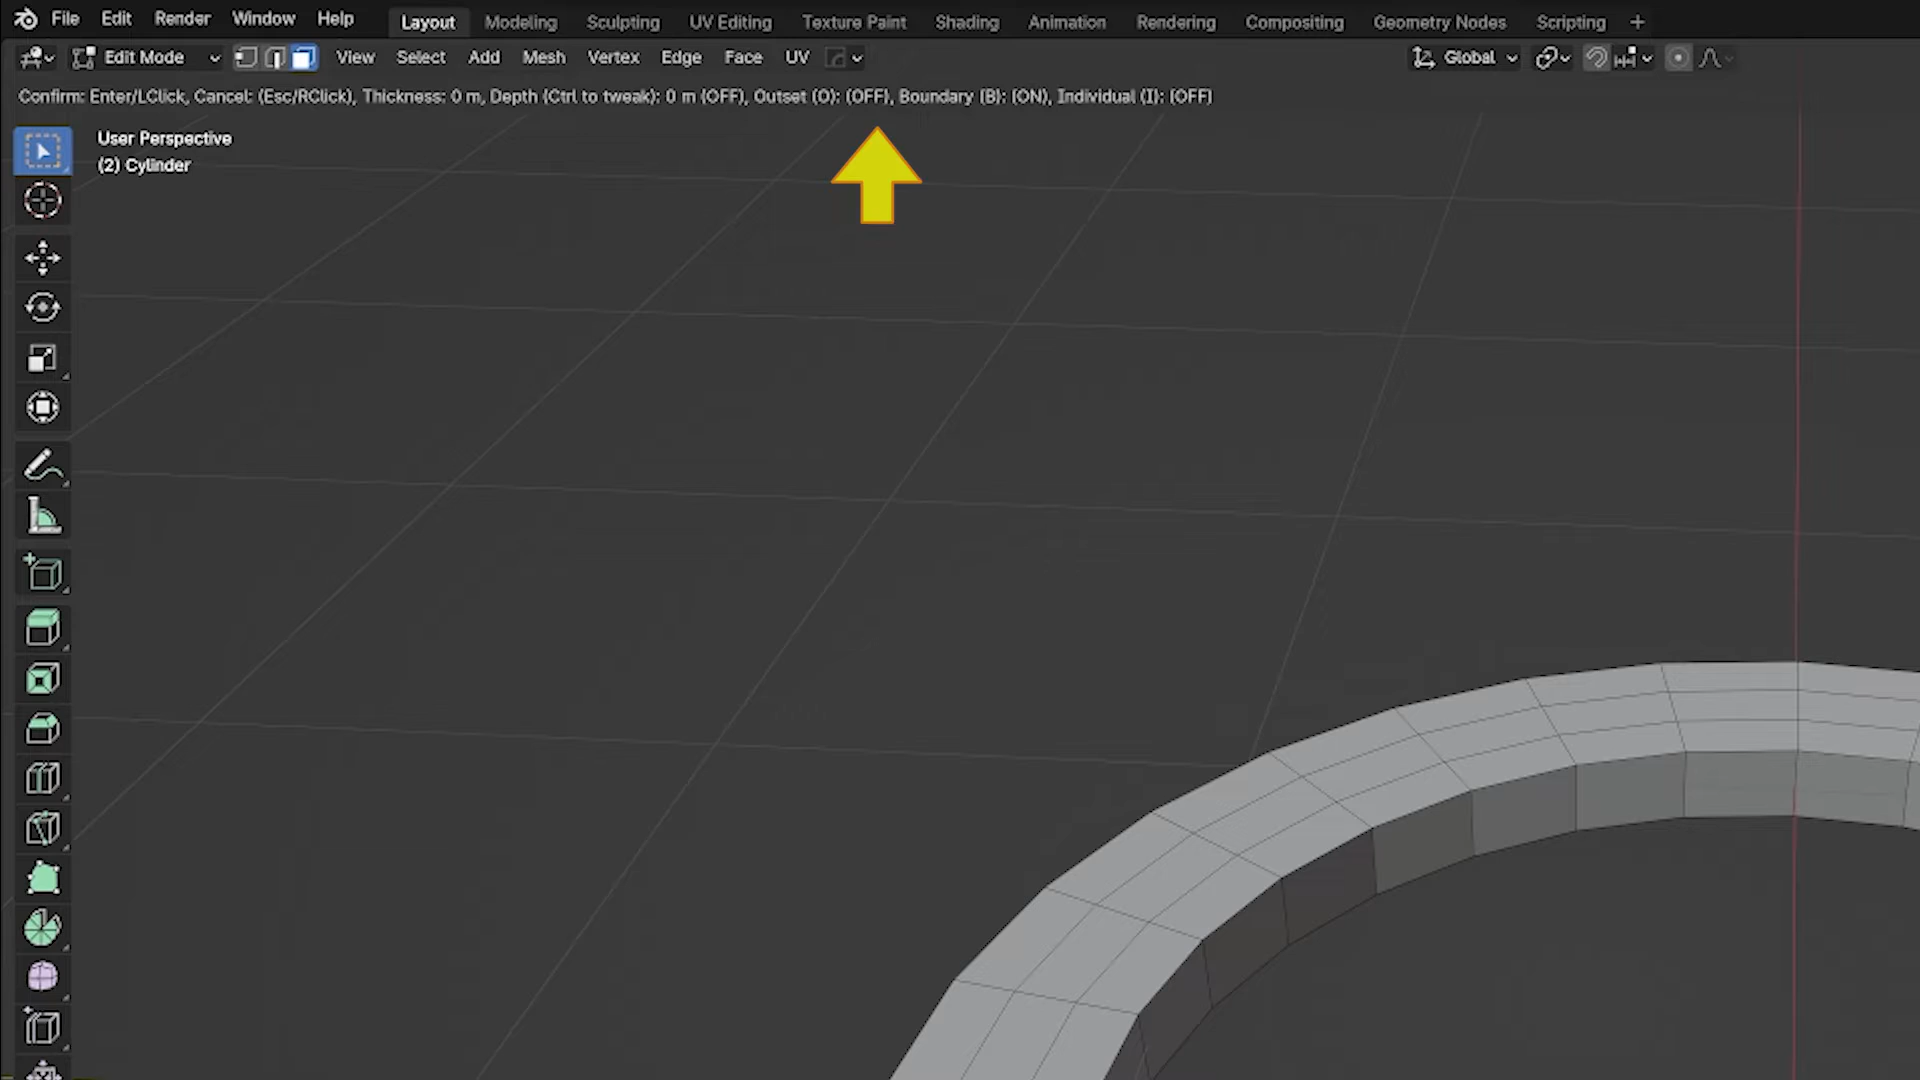 File Edit Render Window Help Layout Modeling Sculpting UV Editing Texture Paint Shading Animation Rendering Compositing Geometry Nodes Scripting +
Edit Mode View Select Add Mesh Vertex Edge Face UV Global
Confirm: Enter/LClick, Cancel: (Esc/RClick), Thickness: 0 m, Depth (Ctrl to tweak): 0 m (OFF), Outset (O): (OFF), Boundary (B): (ON), Individual (I): (OFF)
User Perspective
(2) Cylinder